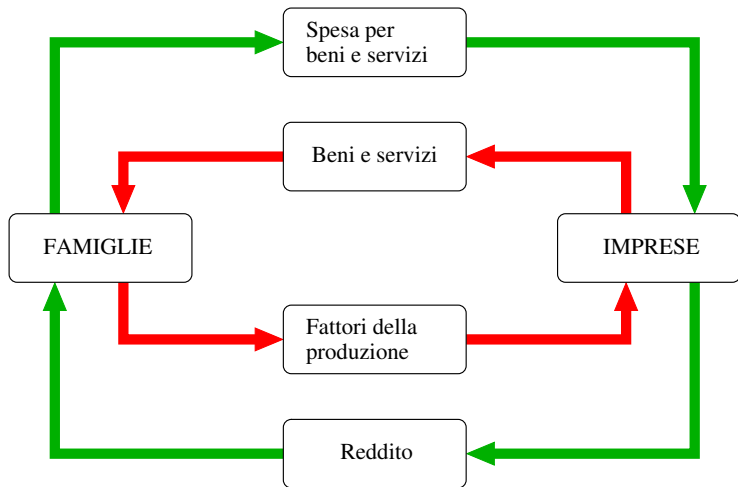 Spesa per
beni e servizi
Beni e servizi
FAMIGLIE
IMPRESE
Fattori della
produzione
Reddito